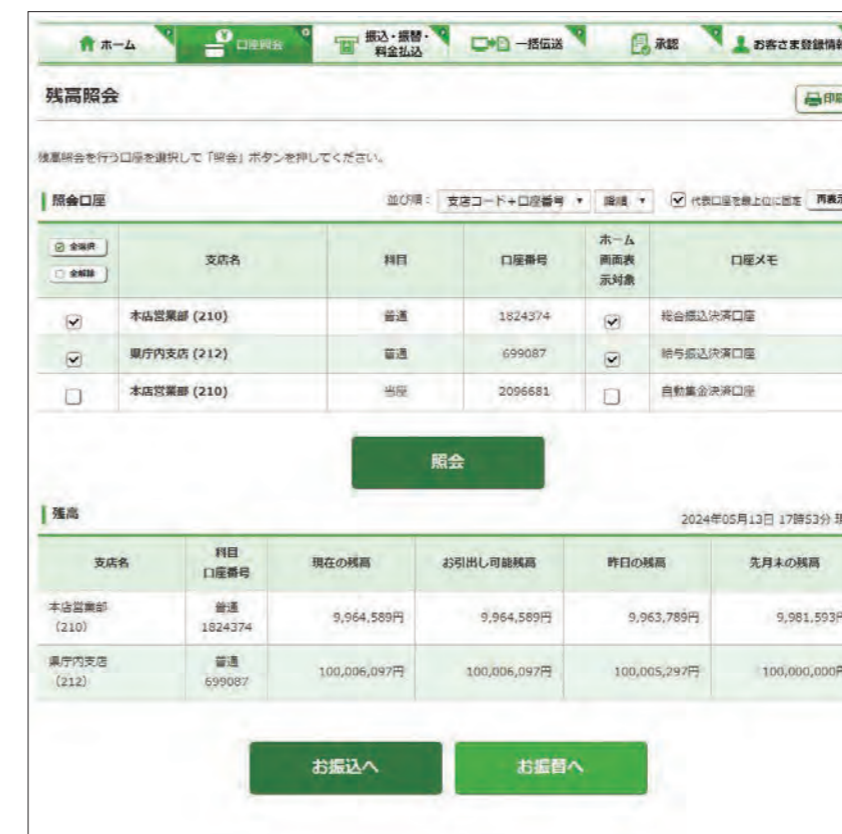 ホーム
口座照会
振込・振替・
料金払込
一括伝送
承認
お客さま登録情報
残高照会
印刷
残高照会を行う口座を選択して「照会」ボタンを押してください。
照会口座 並び順： 支店コード+口座番号 降順 代表口座を最上位に固定 再表示
全選択
全解除
支店名 科目 口座番号 ホーム
画面表
示対象 口座メモ
本店営業部 (210) 普通 1824374 総合振込決済口座
県庁内支店 (212) 普通 699087 給与振込決済口座
本店営業部 (210) 当座 2096681 自動集金決済口座
照会
残高 2024年05月13日 17時53分 現
支店名 科目
口座番号 現在の残高 お引出し可能残高 昨日の残高 先月末の残高
本店営業部
（210） 普通
1824374 9,964,589円 9,964,589円 9,963,789円 9,981,593円
県庁内支店
（212） 普通
699087 100,006,097円 100,006,097円 100,005,297円 100,000,000円
お振込へ
お振替へ